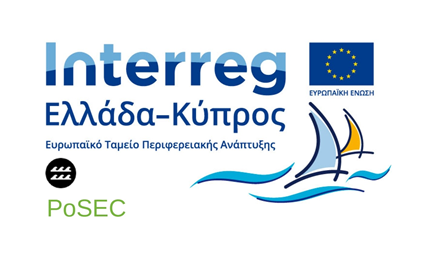 Interreg
ΕΥΡΩΠΑΪΚΗ ΕΝΩΣΗ
Ελλάδα–Κύπρος
Ευρωπαϊκό Ταμείο Περιφερειακής Ανάπτυξης
PoSEC